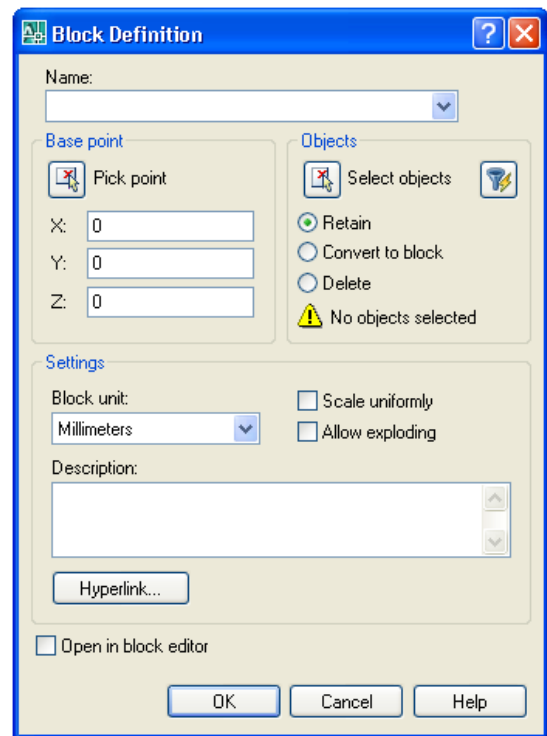 Block Definition
Name:
Base point
Pick point
X: 0
Y: 0
Z: 0
Objects
Select objects
Retain
Convert to block
Delete
No objects selected
Settings
Block unit:
Millimeters
Scale uniformly
Allow exploding
Description:
Hyperlink...
Open in block editor
OK Cancel Help